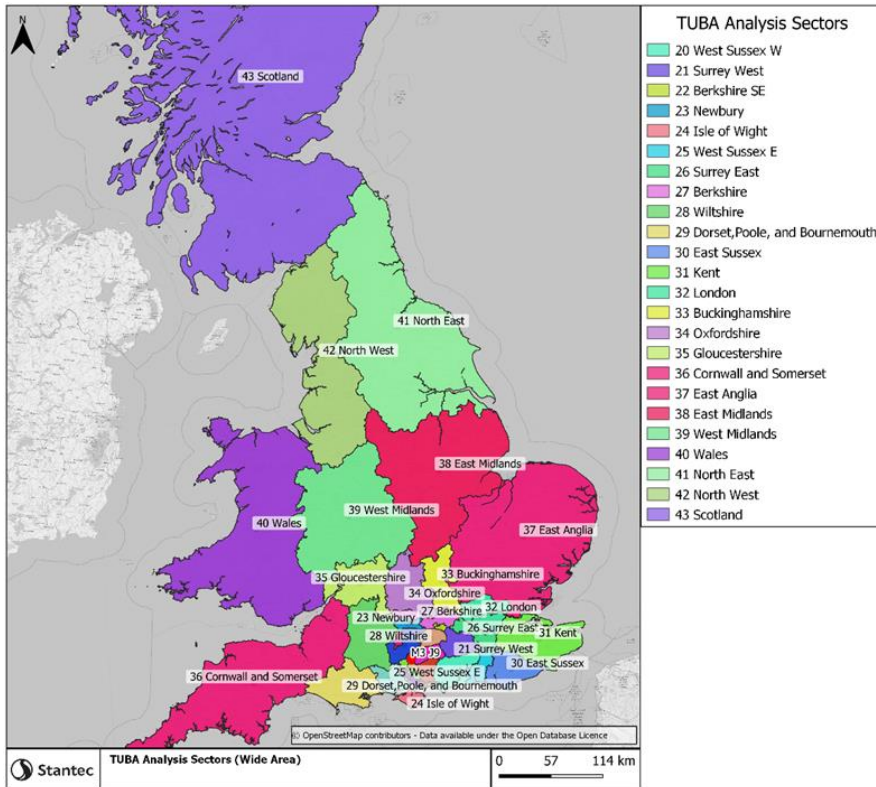 N
43 Scotland
41 North East
42 North West
38 East Midlands
39 West Midlands
40 Wales
37 East Anglia
35 Gloucestershire
33 Buckinghamshire
34 Oxfordshire
27 Berkshire
32 London
23 Newbury
26 Surrey East
31 Kent
28 Wiltshire
M3 J9
21 Surrey West
30 East Sussex
36 Cornwall and Somerset
25 West Sussex E
29 Dorset,Poole, and Bournemouth
24 Isle of Wight
© OpenStreetMap contributors - Data available under the Open Database Licence
TUBA Analysis Sectors
20 West Sussex W
21 Surrey West
22 Berkshire SE
23 Newbury
24 Isle of Wight
25 West Sussex E
26 Surrey East
27 Berkshire
28 Wiltshire
29 Dorset,Poole, and Bournemouth
30 East Sussex
31 Kent
32 London
33 Buckinghamshire
34 Oxfordshire
35 Gloucestershire
36 Cornwall and Somerset
37 East Anglia
38 East Midlands
39 West Midlands
40 Wales
41 North East
42 North West
43 Scotland
Stantec
TUBA Analysis Sectors (Wide Area)
0 57 114 km